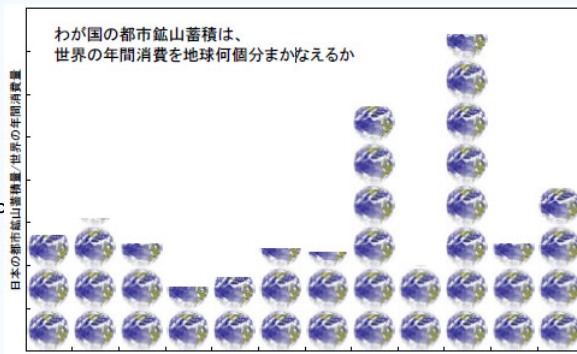 わが国の都市鉱山蓄積は、
世界の年間消費を地球何個分まかなえるか
日本の都市鉱山蓄積量/世界の年間消費量